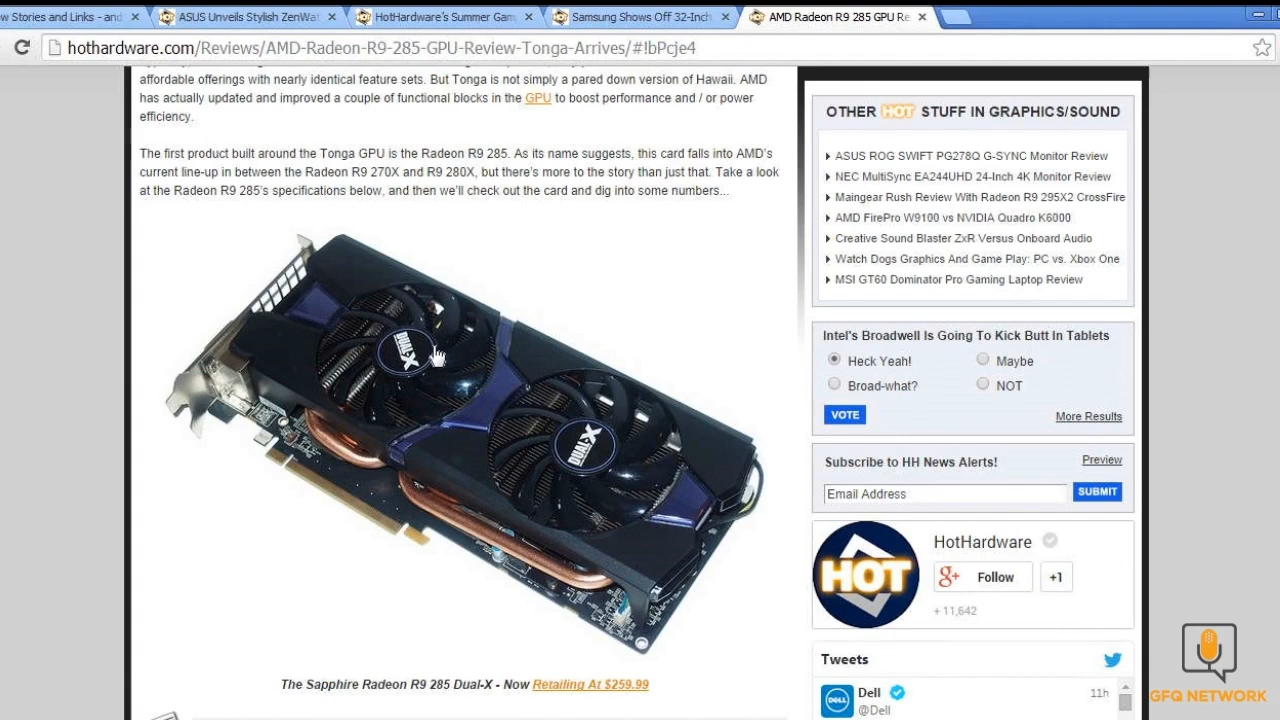 w Stories and Links - and
ASUS Unveils Stylish ZenWat
HotHardware's Summer Gam
Samsung Shows Off 32-Inch
AMD Radeon R9 285 GPU Re
hothardware.com/Reviews/AMD-Radeon-R9-285-GPU-Review-Tonga-Arrives/#!bPcje4
affordable offerings with nearly identical feature sets. But Tonga is not simply a pared down version of Hawaii. AMD
has actually updated and improved a couple of functional blocks in the GPU to boost performance and / or power
efficiency.
The first product built around the Tonga GPU is the Radeon R9 285. As its name suggests, this card falls into AMD's
current line-up in between the Radeon R9 270X and R9 280X, but there's more to the story than just that. Take a look
at the Radeon R9 285's specifications below, and then we'll check out the card and dig into some numbers...
DUAL-X
DUAL-X
The Sapphire Radeon R9 285 Dual-X - Now Retailing At $259.99
OTHER HOT STUFF IN GRAPHICS/SOUND
ASUS ROG SWIFT PG278Q G-SYNC Monitor Review
NEC MultiSync EA244UHD 24-Inch 4K Monitor Review
Maingear Rush Review With Radeon R9 295X2 CrossFire
AMD FirePro W9100 vs NVIDIA Quadro K6000
Creative Sound Blaster ZxR Versus Onboard Audio
Watch Dogs Graphics And Game Play: PC vs. Xbox One
MSI GT60 Dominator Pro Gaming Laptop Review
Intel's Broadwell Is Going To Kick Butt In Tablets
Heck Yeah! Maybe
Broad-what? NOT
VOTE More Results
Subscribe to HH News Alerts! Preview
Email Address SUBMIT
HOT
HotHardware
g+ Follow +1
+ 11,642
Tweets
DELL
Dell 11h
@Dell
GFQ NETWORK